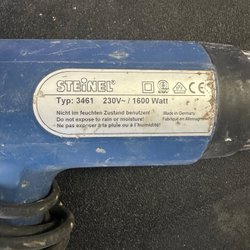 STEINEL®
Typ: 3461 230V~ / 1600 Watt
Nicht im feuchten Zustand benutzen!
Do not expose to rain or moisture!
Ne pas exposer à la pluie ou à l'humidité!
Made in Germany
Fabriqué en Allemagne